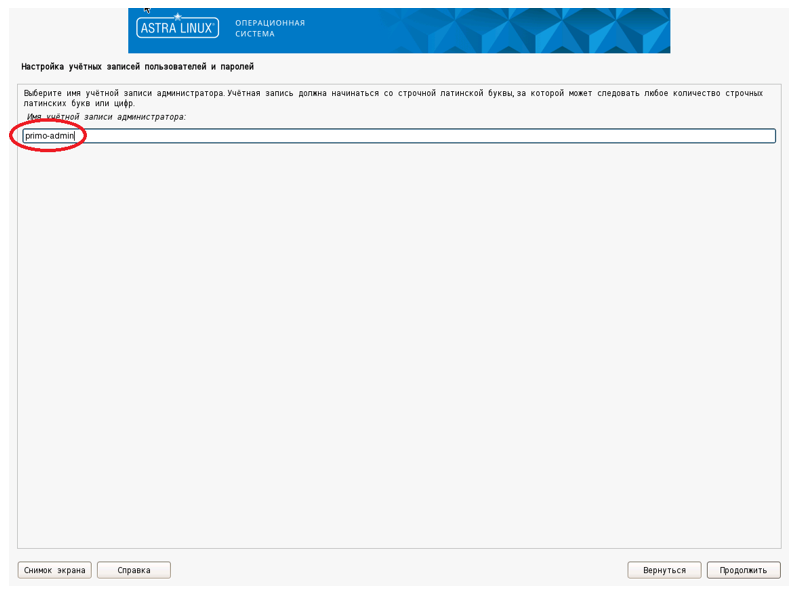 ASTRA LINUX®
ОПЕРАЦИОННАЯ
СИСТЕМА
Настройка учётных записей пользователей и паролей
Выберите имя учётной записи администратора. Учётная запись должна начинаться со строчной латинской буквы, за которой может следовать любое количество строчных
латинских букв или цифр.
Имя учётной записи администратора:
primo-admin
Снимок экрана
Справка
Вернуться
Продолжить